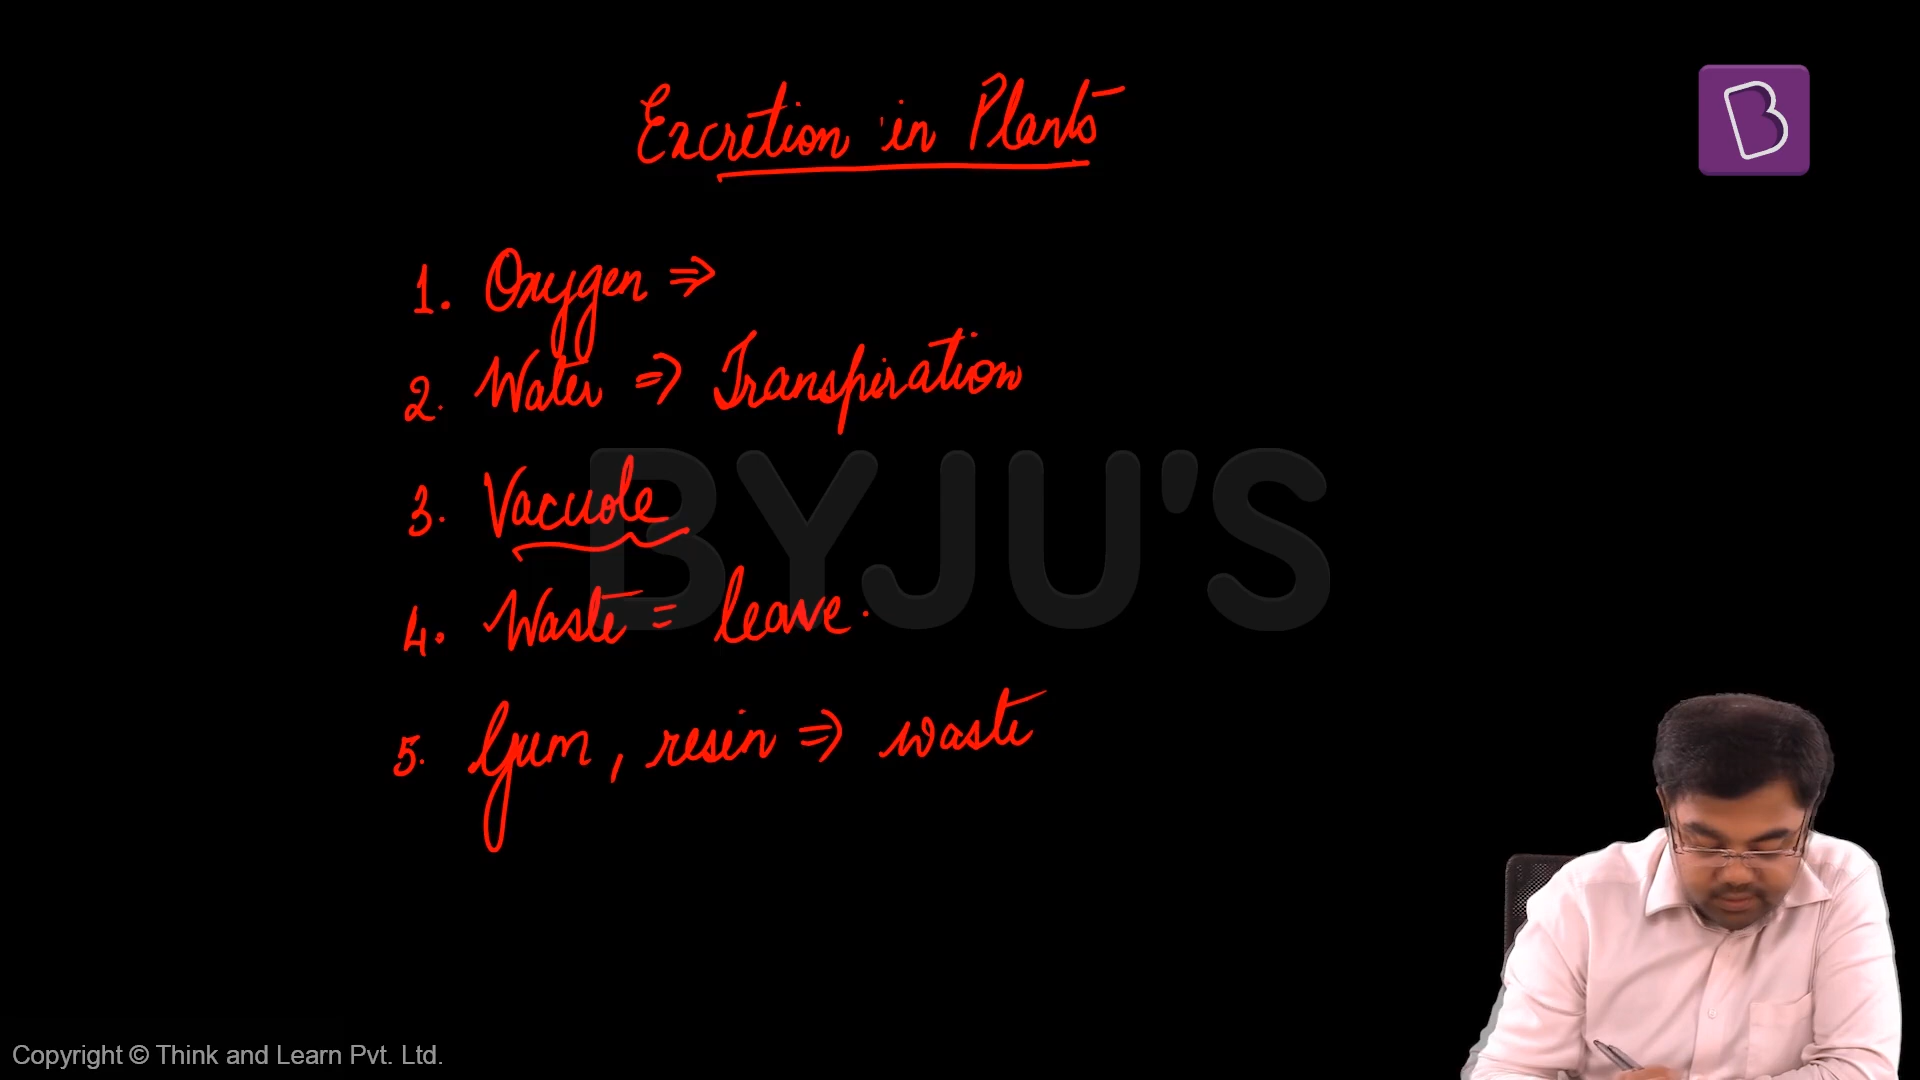 Excretion in Plants
1. Oxygen ⇒
2. Water ⇒ Transpiration
3. Vacuole
4. Waste = leave.
5. Gum, resin ⇒ waste
BYJU'S
B
Copyright © Think and Learn Pvt. Ltd.